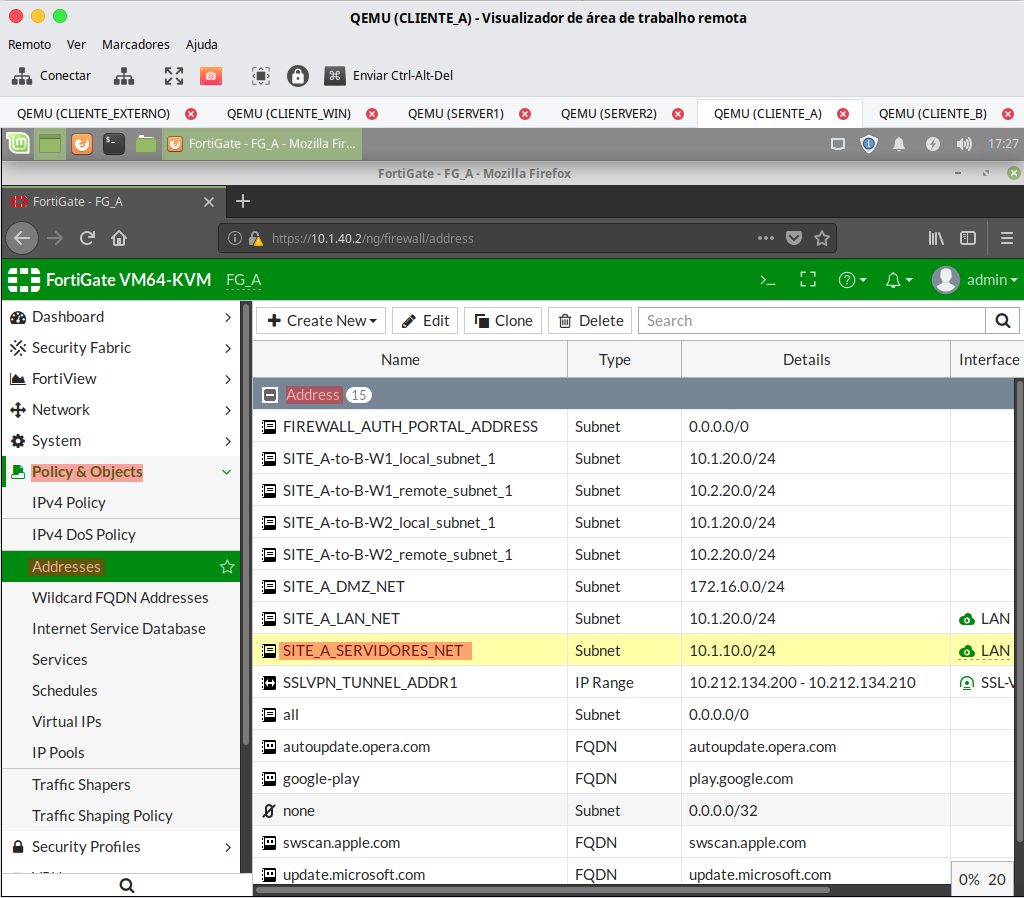 QEMU (CLIENTE_A) - Visualizador de área de trabalho remota
Remoto Ver Marcadores Ajuda
Conectar Enviar Ctrl-Alt-Del
QEMU (CLIENTE_EXTERNO) QEMU (CLIENTE_WIN) QEMU (SERVER1) QEMU (SERVER2) QEMU (CLIENTE_A) QEMU (CLIENTE_B)
FortiGate - FG_A - Mozilla Fir... 17:27
FortiGate - FG_A - Mozilla Firefox
FortiGate - FG_A
https://10.1.40.2/ng/firewall/address
FortiGate VM64-KVM FG_A admin
Dashboard
Security Fabric
FortiView
Network
System
Policy & Objects
IPv4 Policy
IPv4 DoS Policy
Addresses
Wildcard FQDN Addresses
Internet Service Database
Services
Schedules
Virtual IPs
IP Pools
Traffic Shapers
Traffic Shaping Policy
Security Profiles
Create New Edit Clone Delete Search
Name Type Details Interface
Address 15
FIREWALL_AUTH_PORTAL_ADDRESS Subnet 0.0.0.0/0
SITE_A-to-B-W1_local_subnet_1 Subnet 10.1.20.0/24
SITE_A-to-B-W1_remote_subnet_1 Subnet 10.2.20.0/24
SITE_A-to-B-W2_local_subnet_1 Subnet 10.1.20.0/24
SITE_A-to-B-W2_remote_subnet_1 Subnet 10.2.20.0/24
SITE_A_DMZ_NET Subnet 172.16.0.0/24
SITE_A_LAN_NET Subnet 10.1.20.0/24 LAN
SITE_A_SERVIDORES_NET Subnet 10.1.10.0/24 LAN
SSLVPN_TUNNEL_ADDR1 IP Range 10.212.134.200 - 10.212.134.210 SSL-V
all Subnet 0.0.0.0/0
autoupdate.opera.com FQDN autoupdate.opera.com
google-play FQDN play.google.com
none Subnet 0.0.0.0/32
swscan.apple.com FQDN swscan.apple.com
update.microsoft.com FQDN update.microsoft.com
0% 20